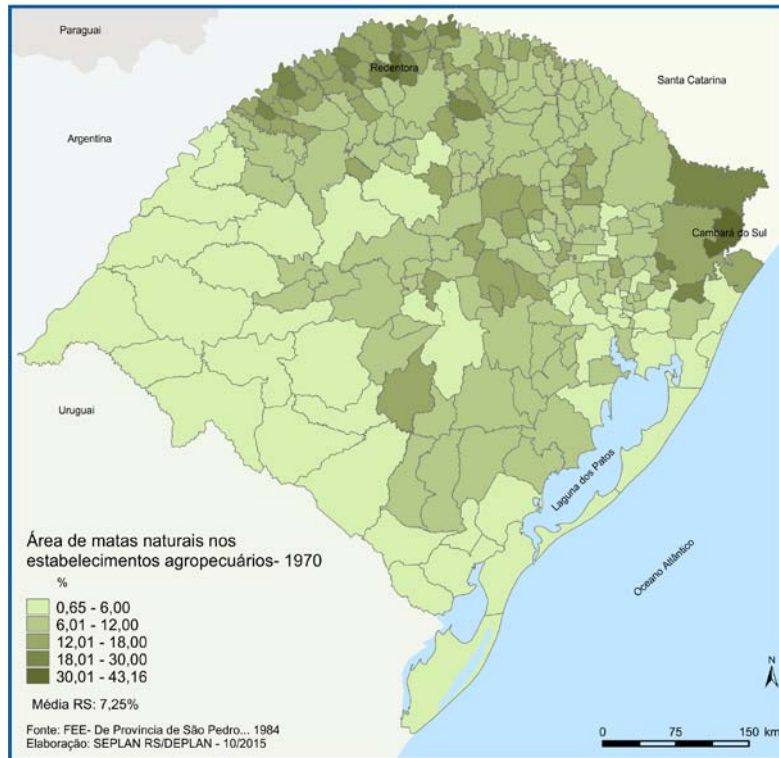 Paraguai
Redentora
Santa Catarina
Argentina
Cambará do Sul
Uruguai
Laguna dos Patos
Oceano Atlântico
Área de matas naturais nos
estabelecimentos agropecuários- 1970
%
0,65 - 6,00
6,01 - 12,00
12,01 - 18,00
18,01 - 30,00
30,01 - 43,16
Média RS: 7,25%
Fonte: FEE- De Província de São Pedro... 1984
Elaboração: SEPLAN RS/DEPLAN - 10/2015
N
0 75 150 km